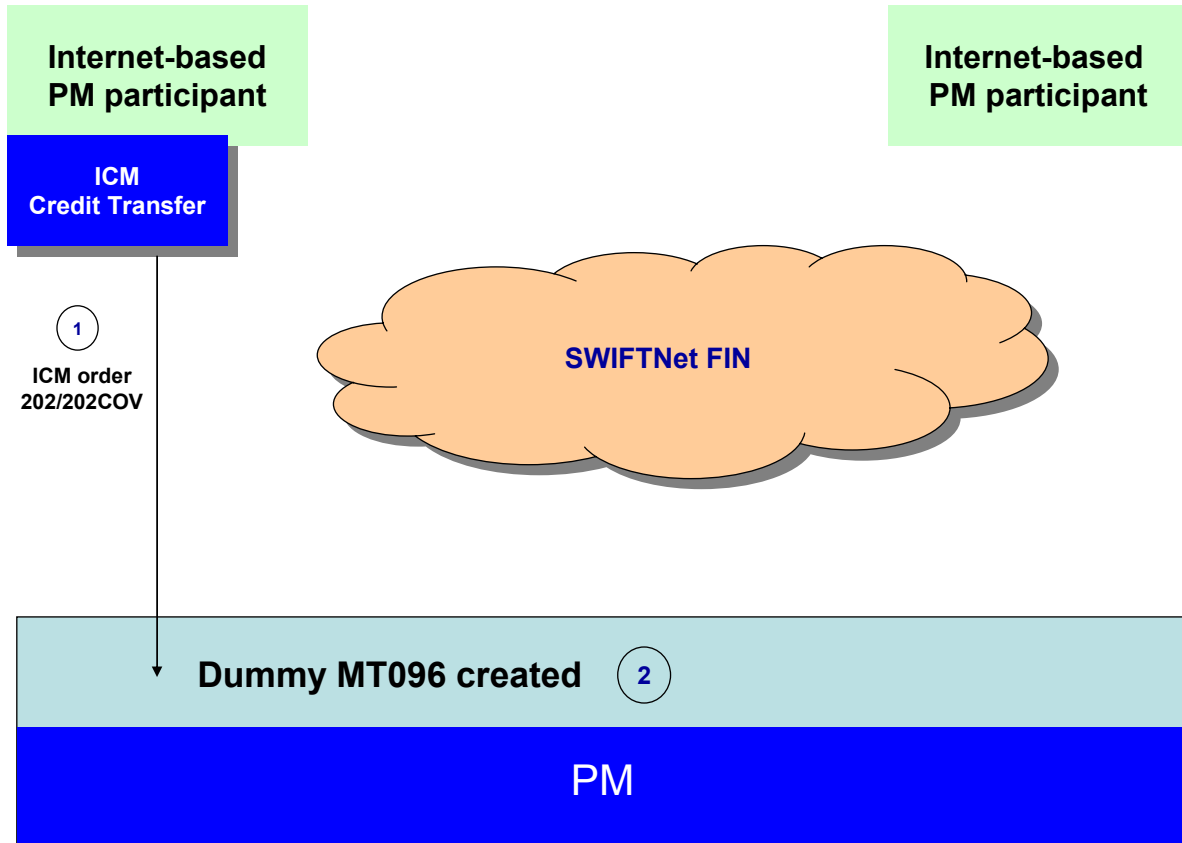 Internet-based
PM participant
Internet-based
PM participant
ICM
Credit Transfer
1
ICM order
202/202COV
SWIFTNet FIN
Dummy MT096 created 2
PM